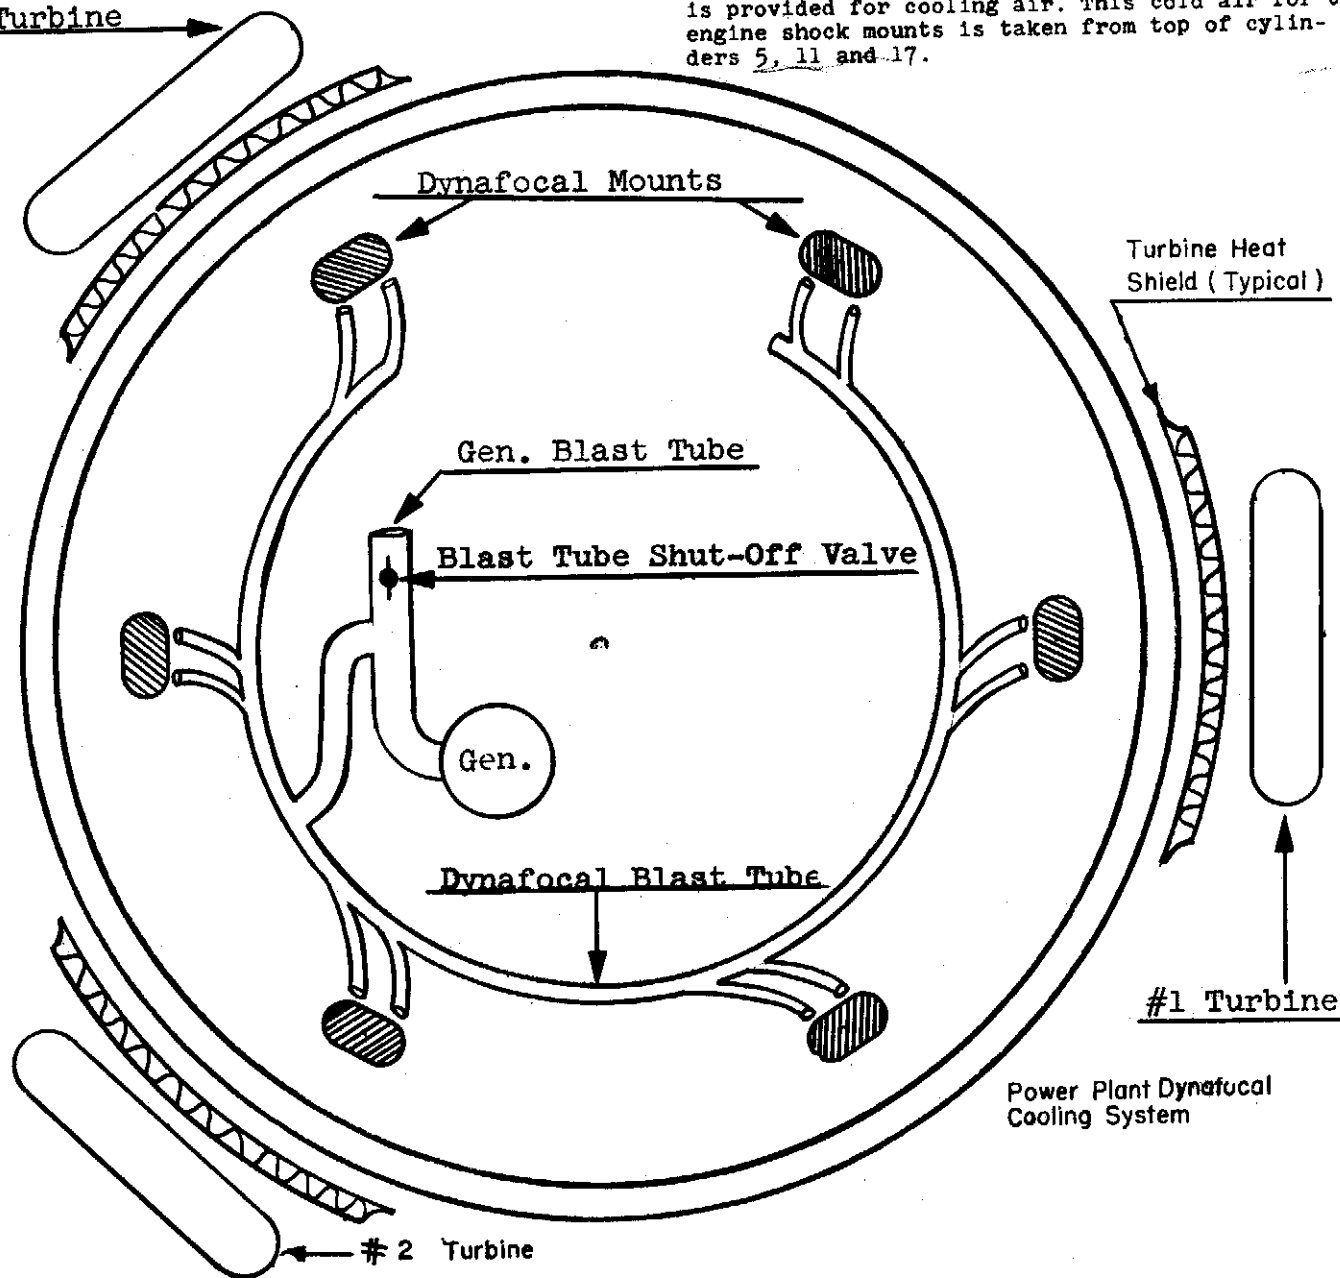 Turbine
is provided for cooling air. This cold air for
engine shock mounts is taken from top of cylin-
ders 5, 11 and 17.
Dynafocal Mounts
Turbine Heat
Shield (Typical)
Gen. Blast Tube
Blast Tube Shut-Off Valve
Gen.
Dynafocal Blast Tube
#1 Turbine
Power Plant Dynafocal
Cooling System
#2 Turbine